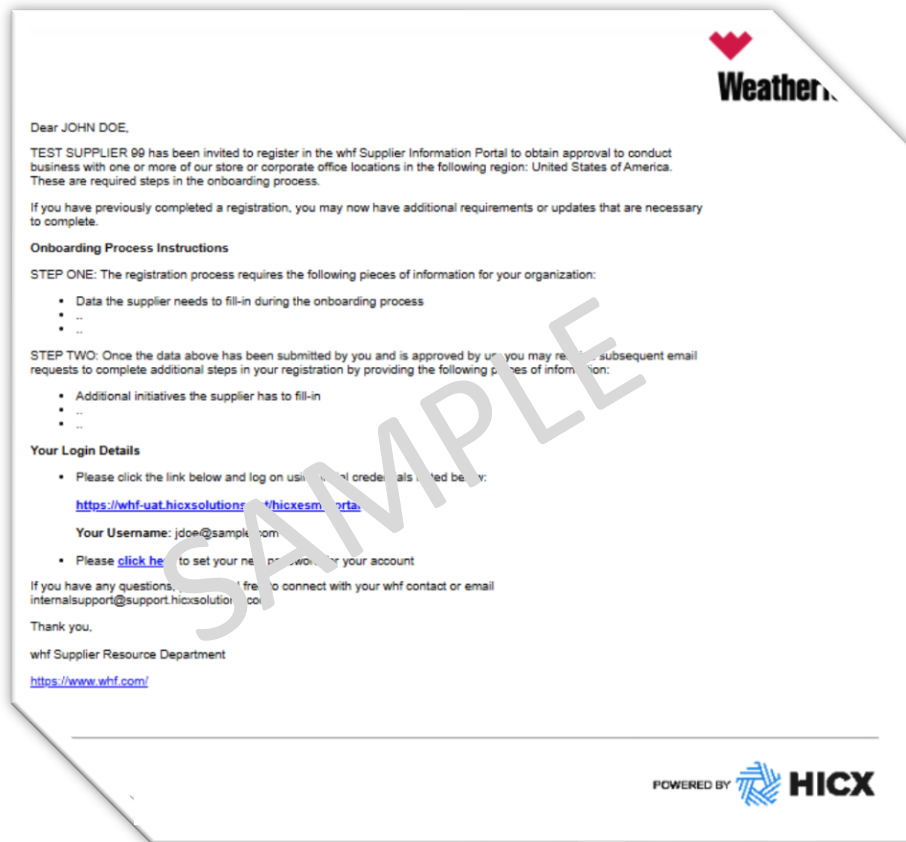 Weather
Dear JOHN DOE,
TEST SUPPLIER 99 has been invited to register in the whf Supplier Information Portal to obtain approval to conduct
business with one or more of our store or corporate office locations in the following region: United States of America.
These are required steps in the onboarding process.
If you have previously completed a registration, you may now have additional requirements or updates that are necessary
to complete.
Onboarding Process Instructions
STEP ONE: The registration process requires the following pieces of information for your organization:
• Data the supplier needs to fill-in during the onboarding process
• ..
• ..
STEP TWO: Once the data above has been submitted by you and is approved by us, you may subsequent email
requests to complete additional steps in your registration by providing the following of
• Additional initiatives the supplier has to fill-in
• ..
• ..
Your Login Details
• Please click the link below and log on
https://whf-uat.hicxsolutions
Your Username: jdoe@sample.com
• Please click to set your your account
If you have any questions, to connect with your whf contact or email
internalsupport@support.hicxsolution
Thank you,
whf Supplier Resource Department
https://www.whf.com/
SAMPLE
POWERED BY HICX